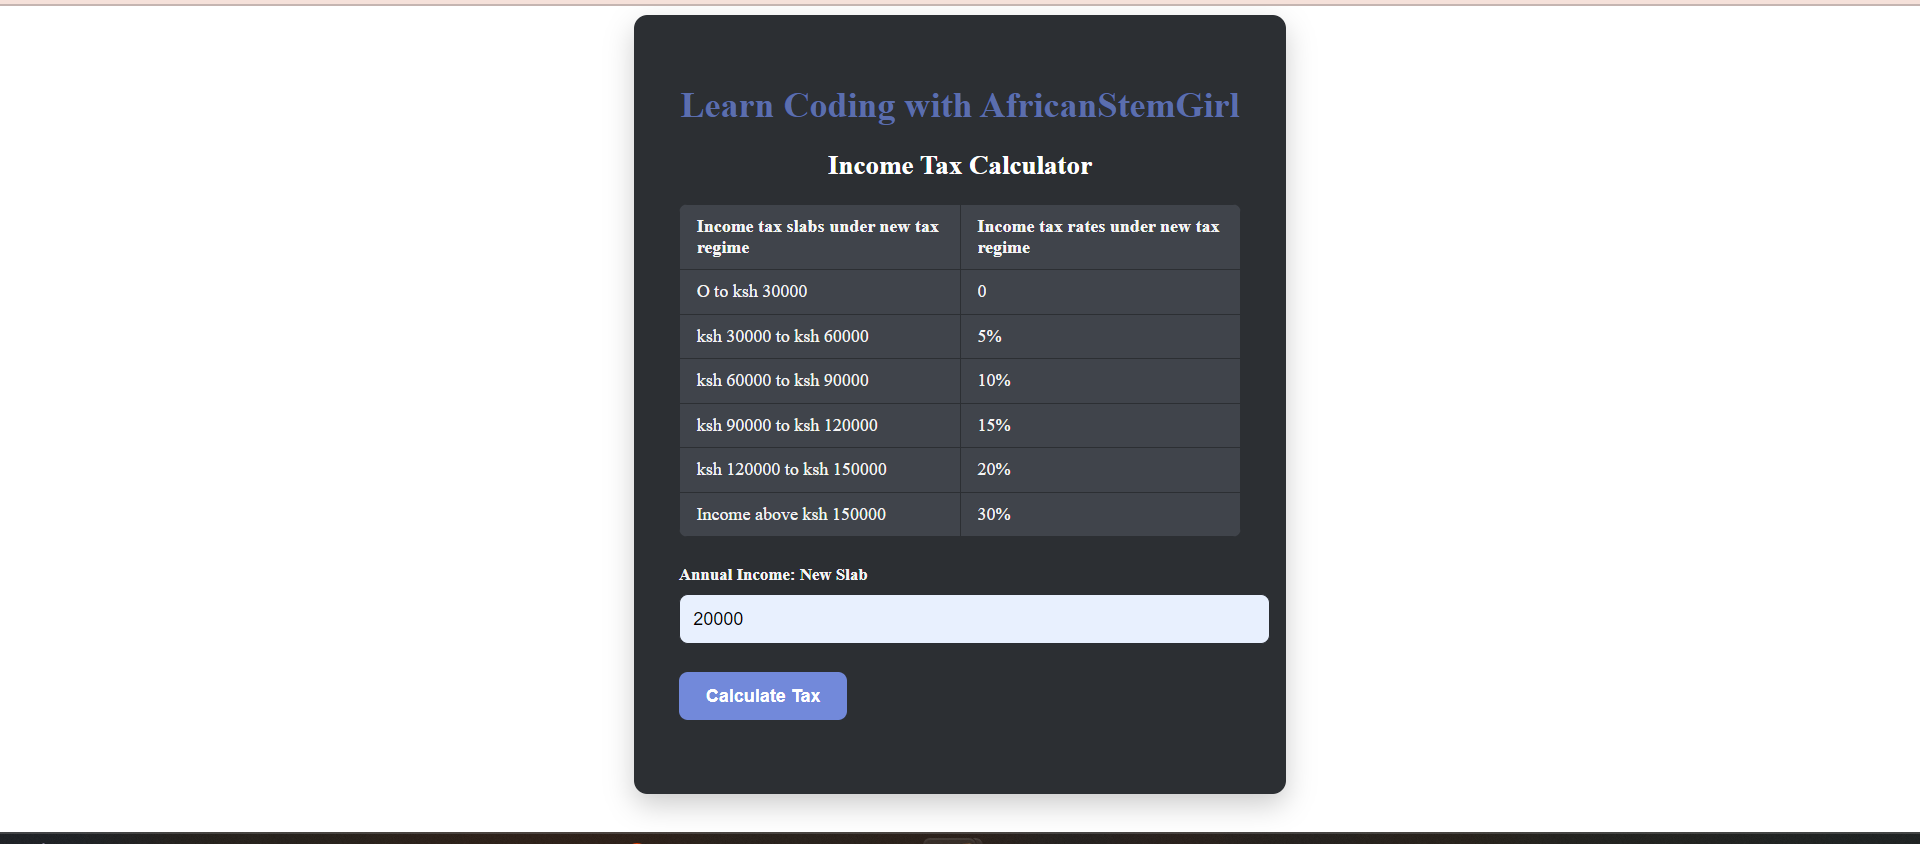 Learn Coding with AfricanStemGirl
Income Tax Calculator
Income tax slabs under new tax
regime
Income tax rates under new tax
regime
O to ksh 30000
0
ksh 30000 to ksh 60000
5%
ksh 60000 to ksh 90000
10%
ksh 90000 to ksh 120000
15%
ksh 120000 to ksh 150000
20%
Income above ksh 150000
30%
Annual Income: New Slab
20000
Calculate Tax